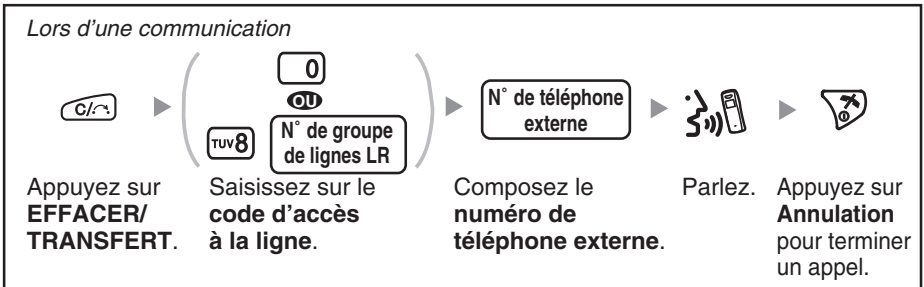 Lors d'une communication
C/
0
OU
TUV8
N° de groupe
de lignes LR
N° de téléphone
externe
Appuyez sur
EFFACER/
TRANSFERT.
Saisissez sur le
code d'accès
à la ligne.
Composez le
numéro de
téléphone externe.
Parlez.
Appuyez sur
Annulation
pour terminer
un appel.